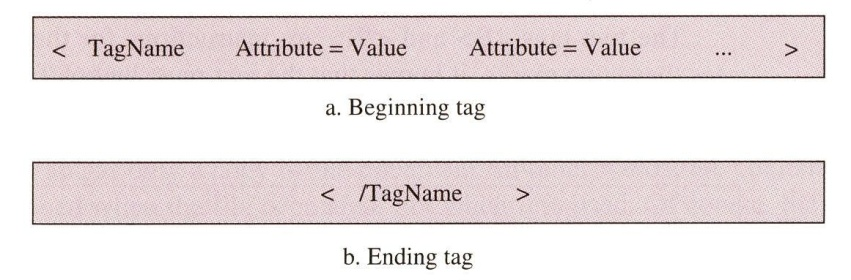 < TagName Attribute = Value Attribute = Value ... >
a. Beginning tag
< /TagName >
b. Ending tag